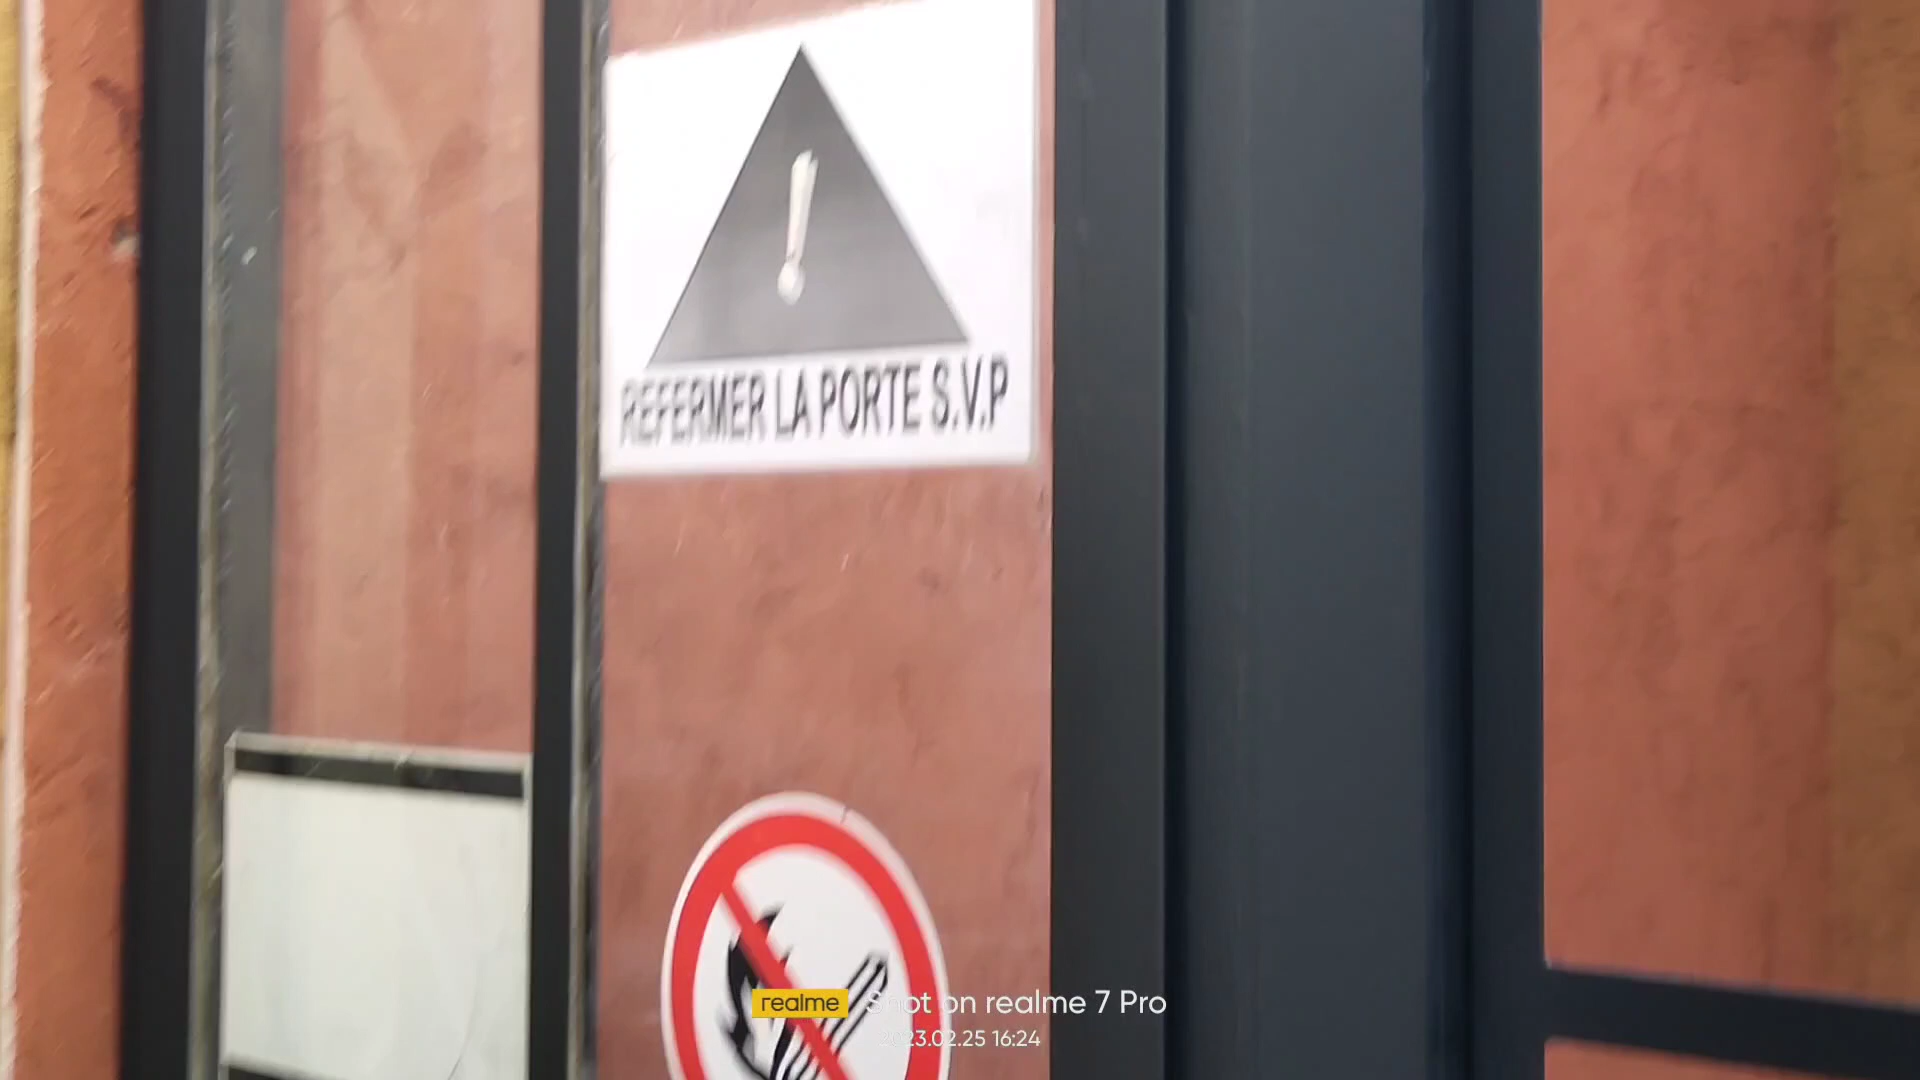 !
REFERMER LA PORTE S.V.P
realme Shot on realme 7 Pro
2023.02.25 16:24